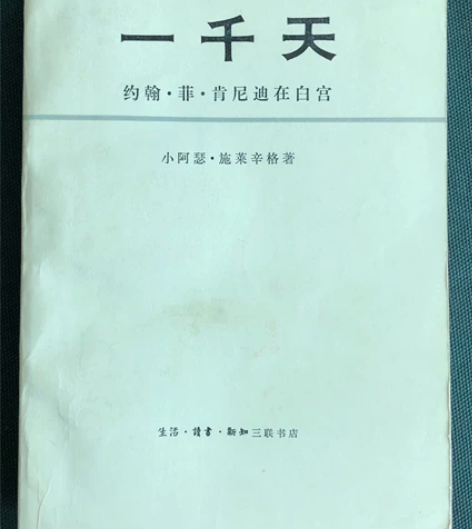 一千天
约翰·菲·肯尼迪在白宫
小阿瑟·施莱辛格著
生活·讀书·新知三联书店